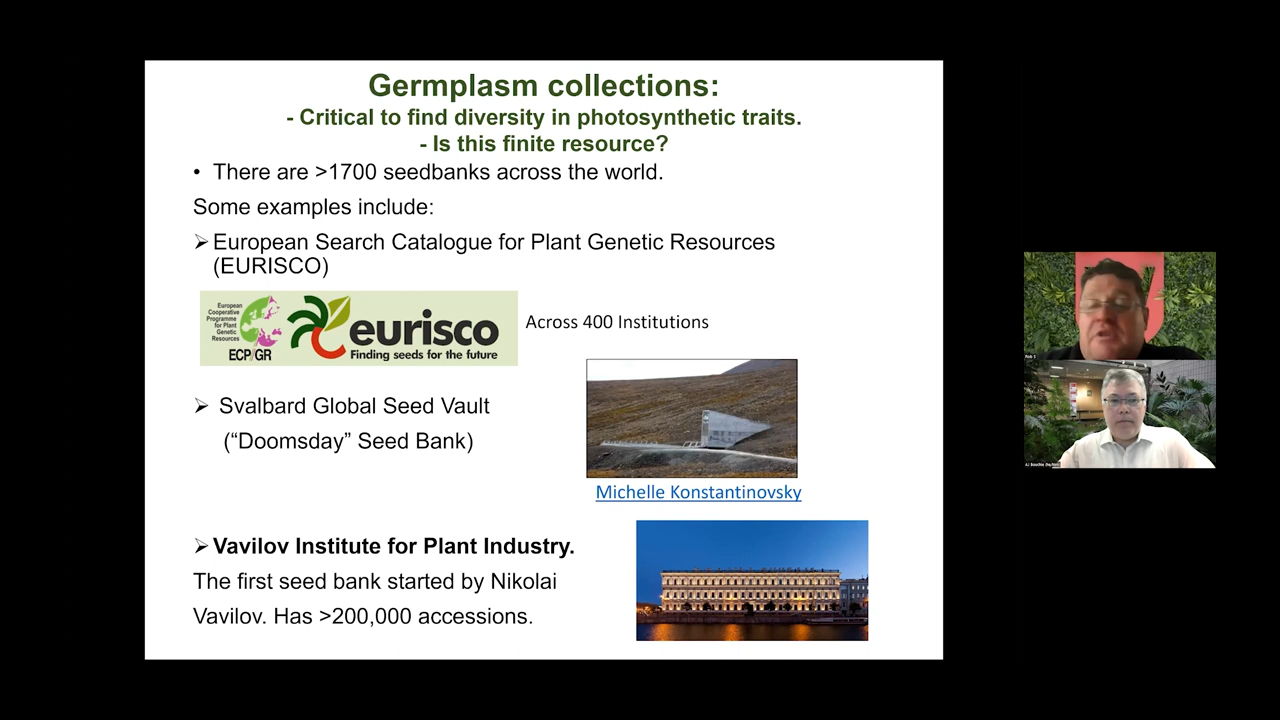 Germplasm collections:
- Critical to find diversity in photosynthetic traits.
- Is this finite resource?
• There are >1700 seedbanks across the world.
Some examples include:
➢ European Search Catalogue for Plant Genetic Resources
(EURISCO)
European
Cooperative
Programme
for Plant
Genetic
Resources
ECP/GR
eurisco
Finding seeds for the future
Across 400 Institutions
➢ Svalbard Global Seed Vault
(“Doomsday” Seed Bank)
Michelle Konstantinovsky
➢ Vavilov Institute for Plant Industry.
The first seed bank started by Nikolai
Vavilov. Has >200,000 accessions.